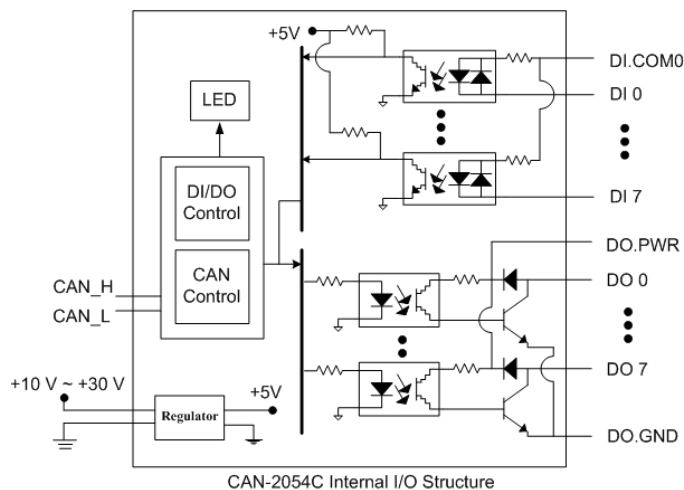 +5V
DI.COM0
LED
DI 0
DI/DO
Control
DI 7
DO.PWR
CAN
Control
DO 0
CAN_H
CAN_L
DO 7
+10 V ~ +30 V
+5V
Regulator
DO.GND
CAN-2054C Internal I/O Structure